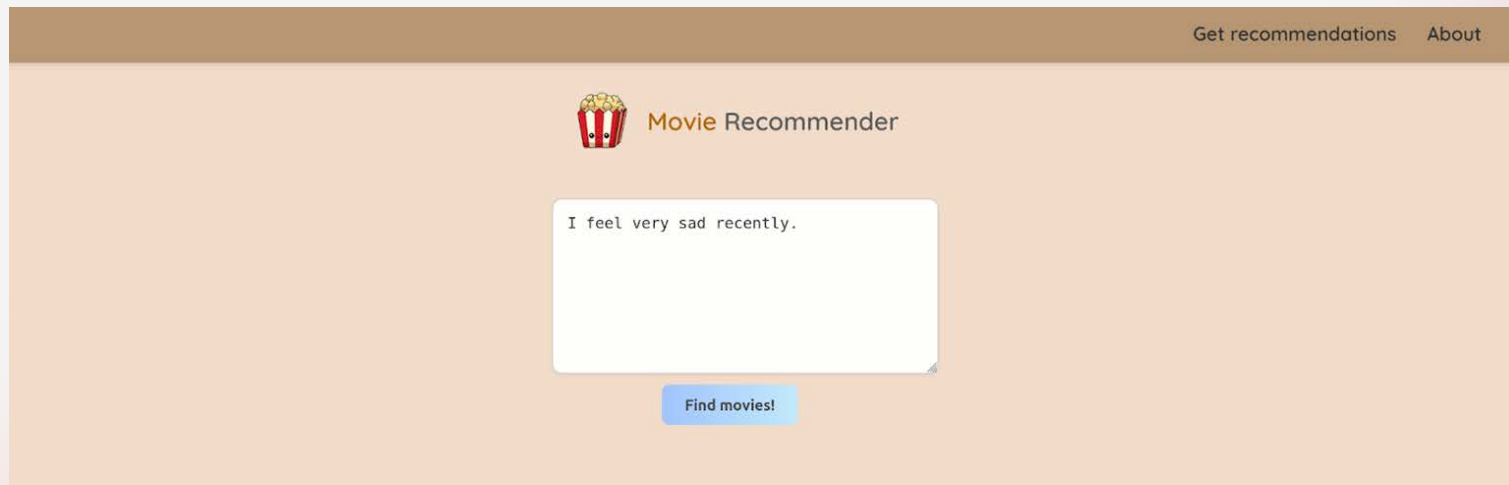 Get recommendations About
Movie Recommender
I feel very sad recently.
Find movies!